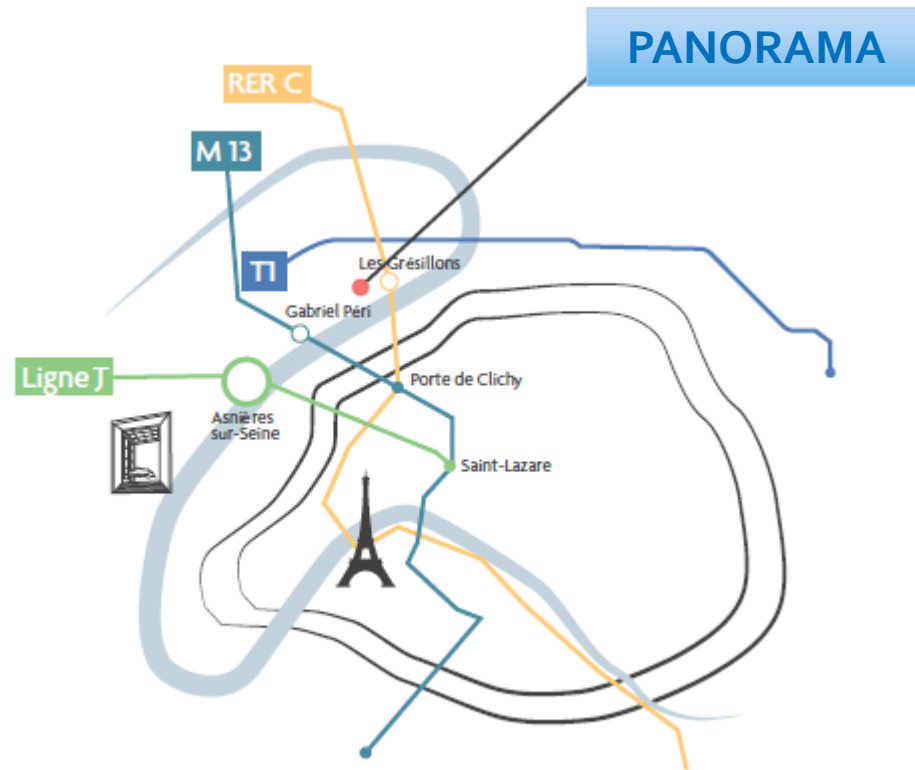 PANORAMA
RER C
M 13
T1
Les Grésillons
Gabriel Péri
Ligne J
Porte de Clichy
Asnières
sur-Seine
Saint-Lazare